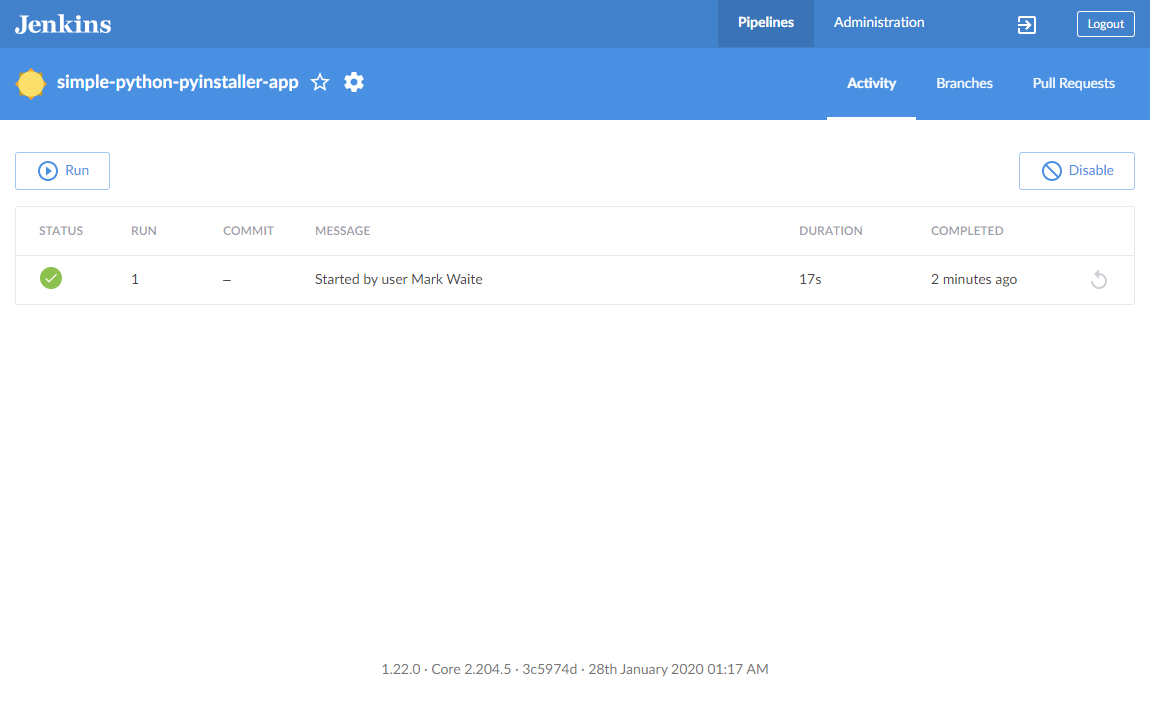 Jenkins Pipelines Administration Logout
simple-python-pyinstaller-app Activity Branches Pull Requests
Run Disable
STATUS RUN COMMIT MESSAGE DURATION COMPLETED
1 – Started by user Mark Waite 17s 2 minutes ago
1.22.0 · Core 2.204.5 · 3c5974d · 28th January 2020 01:17 AM